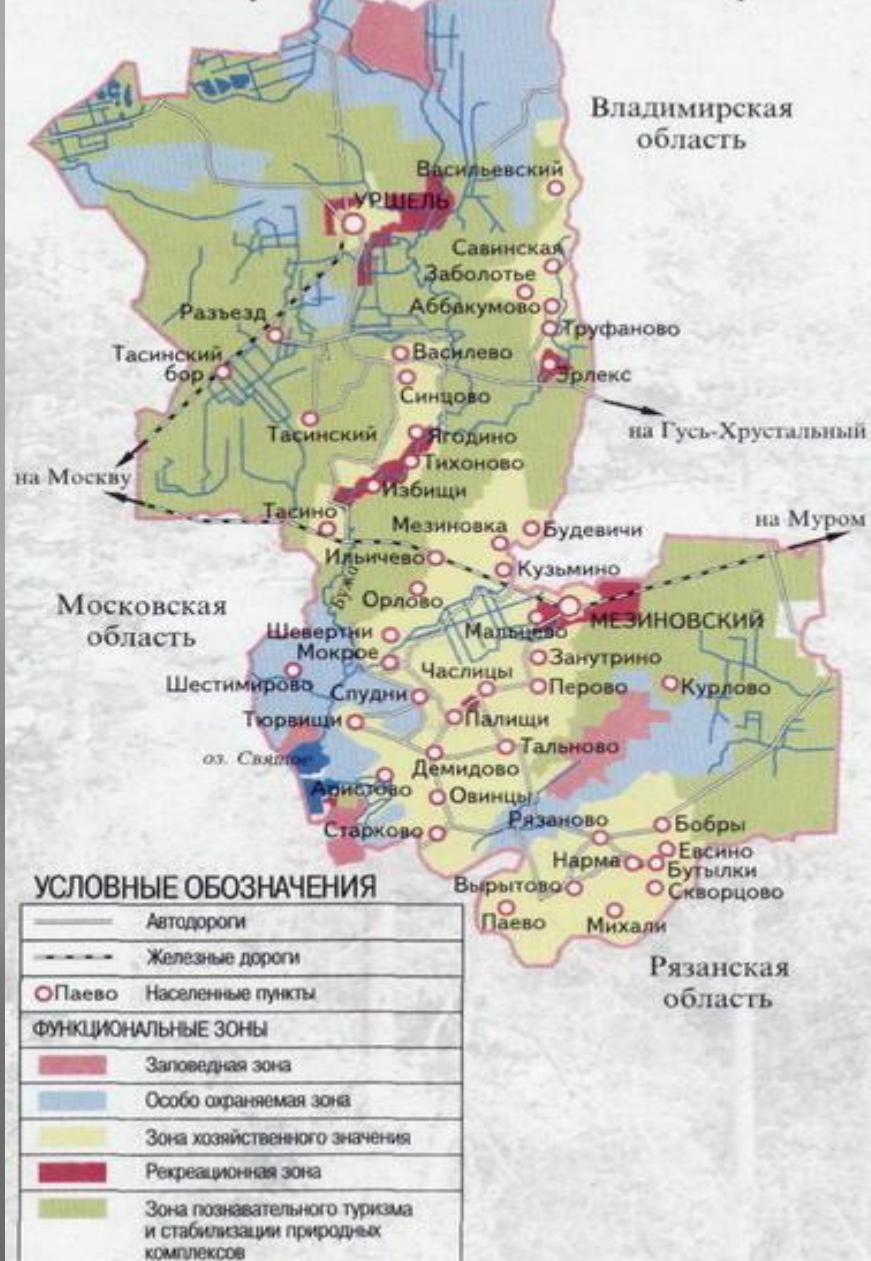 Владимирская
область
Васильевский
УРШЕЛЬ
Савинская
Заболотье
Аббакумово
Разъезд
Труфаново
Тасинский
бор
Василево
Эрлекс
Синцово
на Гусь-Хрустальный
Тасинский
Ягодино
Тихоново
на Москву
Избищи
Тасино
Мезиновка
Будевичи
на Муром
Ильичево
Кузьмино
Бужа
Орлово
Московская
область
МЕЗИНОВСКИЙ
Мальцево
Шевертни
Мокрое
Занутрино
Часлицы
Шестимирово
Спудни
Перово
Курлово
Тюрвищи
Палищи
оз. Святое
Тальново
Демидово
Аристово
Овинцы
Рязаново
Старково
Бобры
Евсино
Нарма
Бутылки
Вырытово
Скворцово
Паево
Михали
Рязанская
область
УСЛОВНЫЕ ОБОЗНАЧЕНИЯ
Автодороги
Железные дороги
Паево Населенные пункты
ФУНКЦИОНАЛЬНЫЕ ЗОНЫ
Заповедная зона
Особо охраняемая зона
Зона хозяйственного значения
Рекреационная зона
Зона познавательного туризма
и стабилизации природных
комплексов